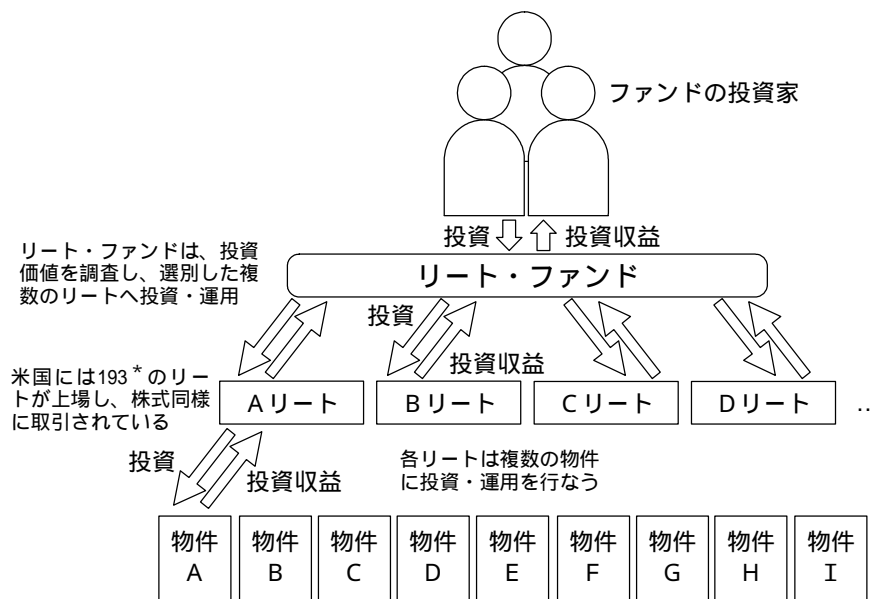 ファンドの投資家
投資
投資収益
リート・ファンドは、投資
価値を調査し、選別した複
数のリートへ投資・運用
リート・ファンド
投資
投資収益
米国には193*のリー
トが上場し、株式同様
に取引されている
Aリート
Bリート
Cリート
Dリート
‥
投資
投資収益
各リートは複数の物件
に投資・運用を行なう
物件
A
物件
B
物件
C
物件
D
物件
E
物件
F
物件
G
物件
H
物件
I